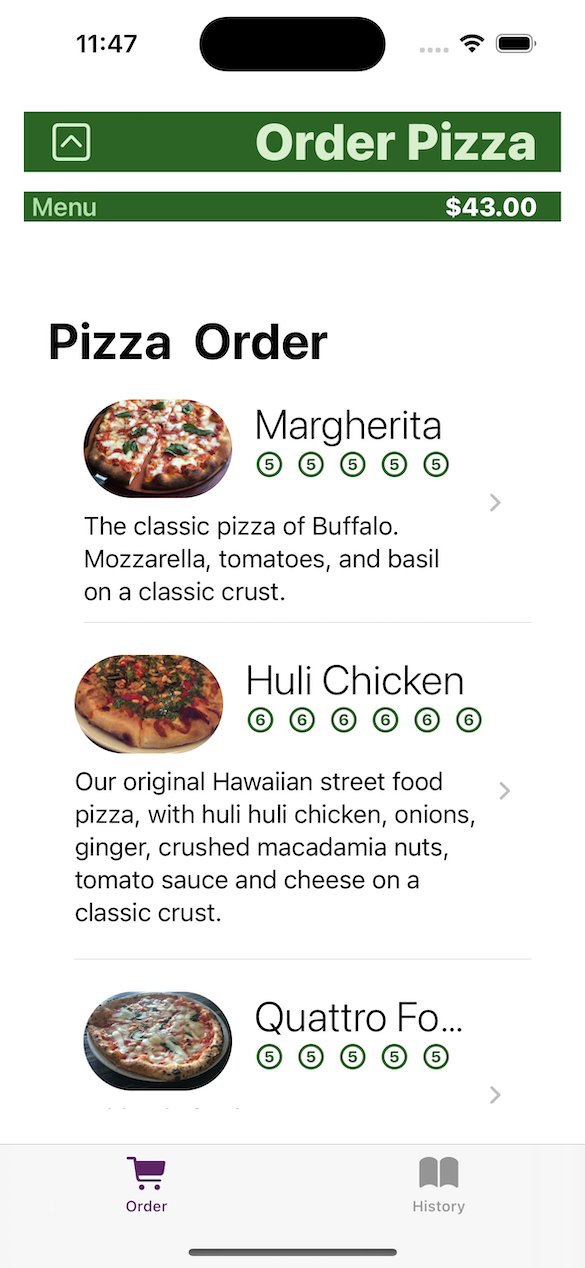 11:47
Order Pizza
Menu
$43.00
Pizza Order
Margherita
5 5 5 5 5
The classic pizza of Buffalo.
Mozzarella, tomatoes, and basil
on a classic crust.
Huli Chicken
6 6 6 6 6 6
Our original Hawaiian street food
pizza, with huli huli chicken, onions,
ginger, crushed macadamia nuts,
tomato sauce and cheese on a
classic crust.
Quattro Fo...
5 5 5 5 5
Order
History